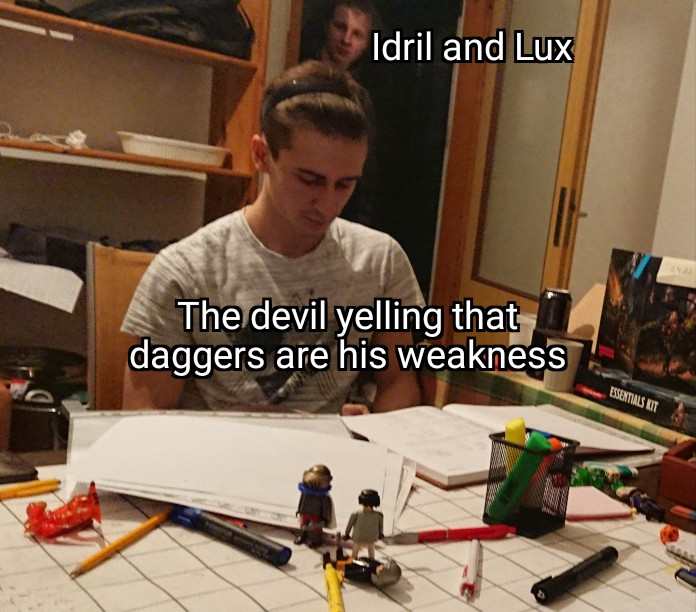 Idril and Lux
The devil yelling that
daggers are his weakness
ESSENTIALS KIT